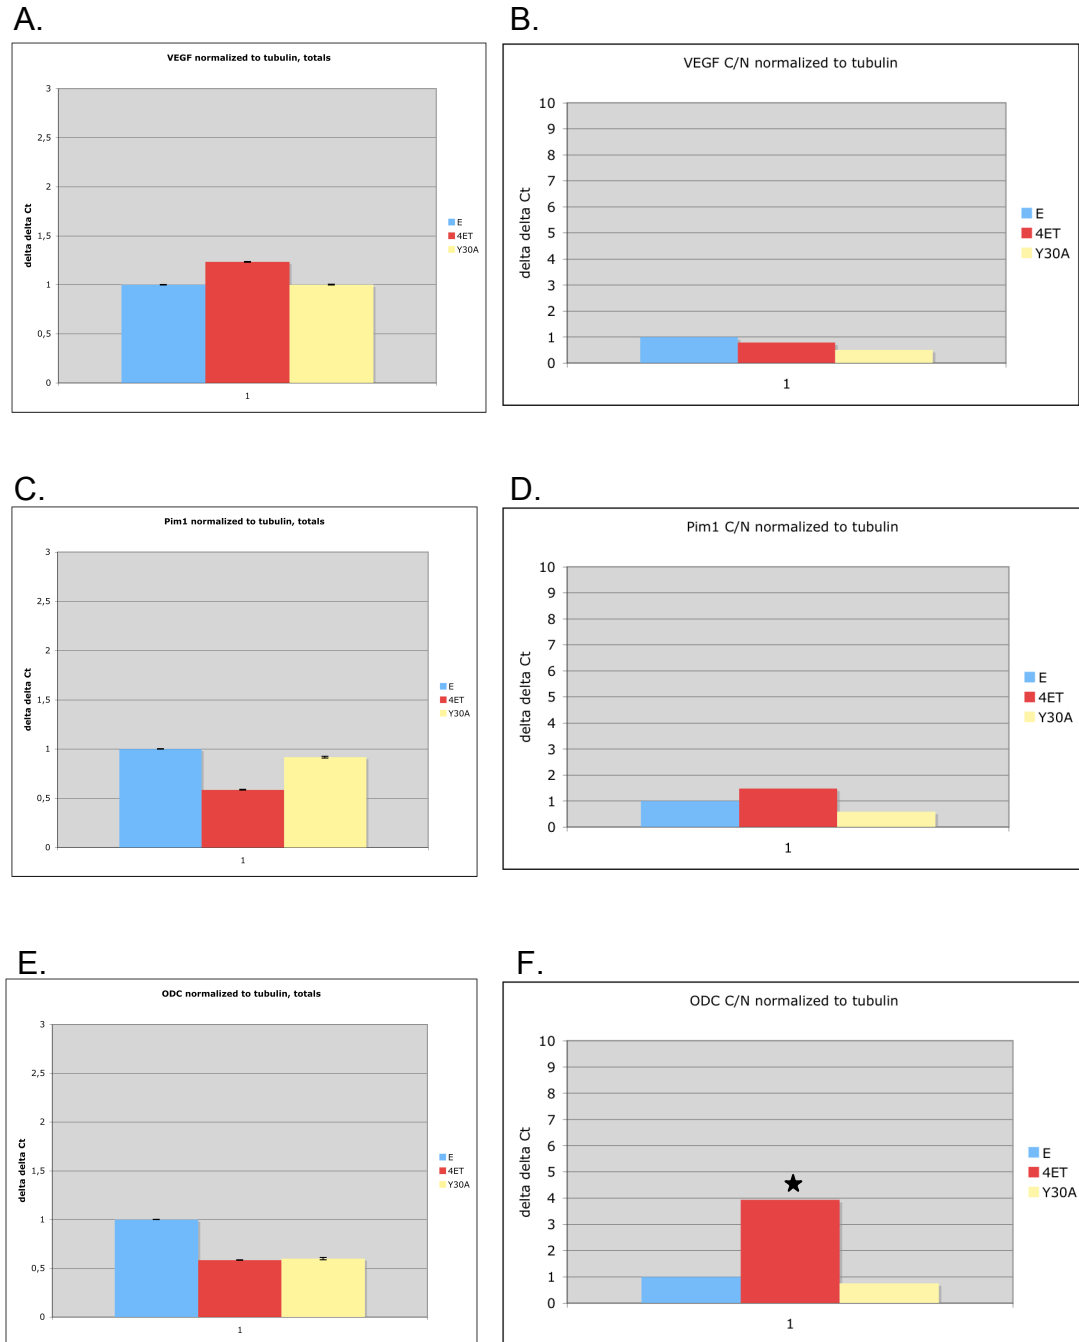 A.
VEGF normalized to tubulin, totals
delta delta Ct
3
2,5
2
1,5
1
0,5
0
1
E
4ET
Y30A
B.
VEGF C/N normalized to tubulin
delta delta Ct
10
9
8
7
6
5
4
3
2
1
0
1
E
4ET
Y30A
C.
Pim1 normalized to tubulin, totals
delta delta Ct
3
2,5
2
1,5
1
0,5
0
1
E
4ET
Y30A
D.
Pim1 C/N normalized to tubulin
delta delta Ct
10
9
8
7
6
5
4
3
2
1
0
1
E
4ET
Y30A
E.
ODC normalized to tubulin, totals
delta delta Ct
3
2,5
2
1,5
1
0,5
0
1
E
4ET
Y30A
F.
ODC C/N normalized to tubulin
delta delta Ct
10
9
8
7
6
5
4
3
2
1
0
1
E
4ET
Y30A